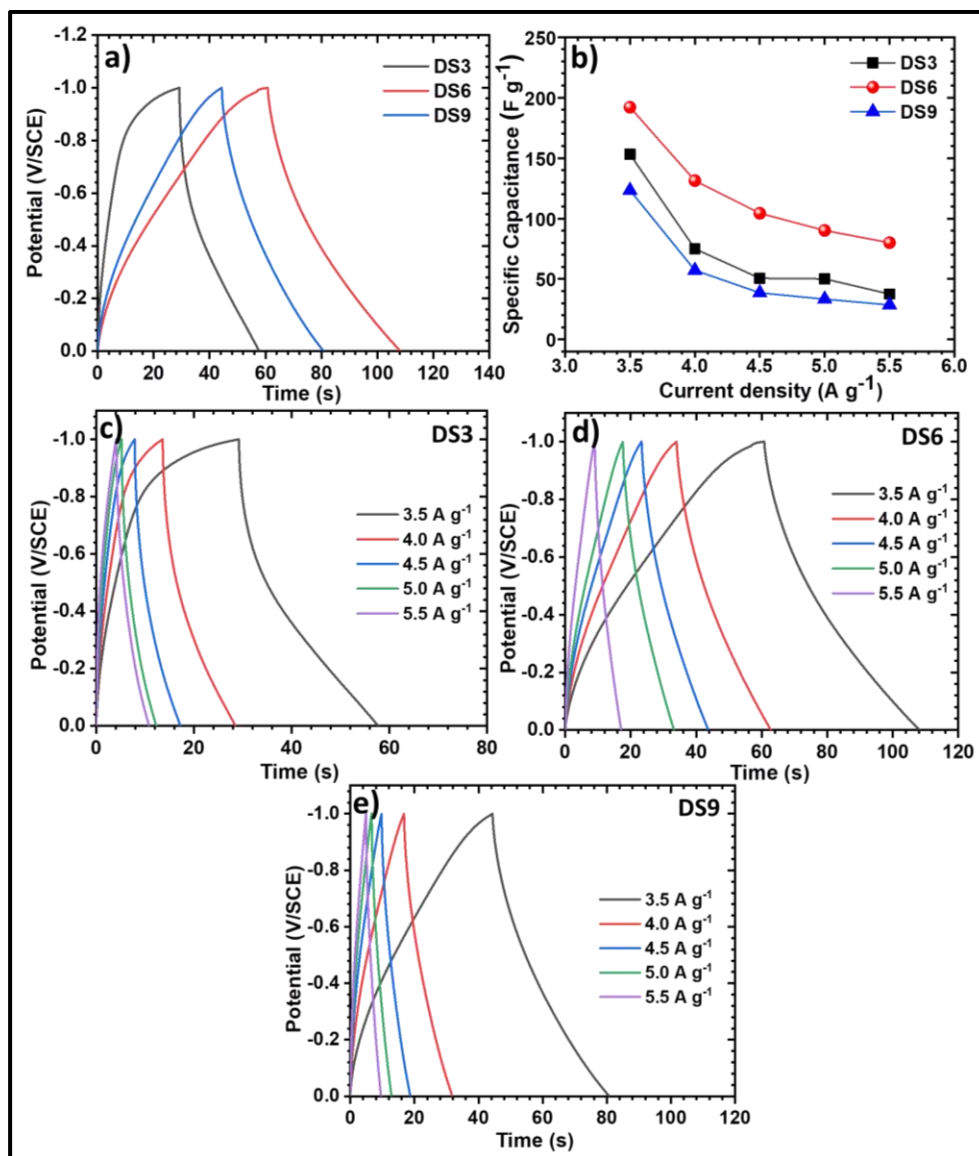 a)
DS3
DS6
DS9
-1.2
-1.0
-0.8
-0.6
-0.4
-0.2
0.0
Potential (V/SCE)
0 20 40 60 80 100 120 140
Time (s)
b)
DS3
DS6
DS9
250
200
150
100
50
0
Specific Capacitance (F g⁻¹)
3.0 3.5 4.0 4.5 5.0 5.5 6.0
Current density (A g⁻¹)
c)
DS3
-1.0
-0.8
-0.6
-0.4
-0.2
0.0
Potential (V/SCE)
3.5 A g⁻¹
4.0 A g⁻¹
4.5 A g⁻¹
5.0 A g⁻¹
5.5 A g⁻¹
0 20 40 60 80
Time (s)
d)
DS6
-1.0
-0.8
-0.6
-0.4
-0.2
0.0
Potential (V/SCE)
3.5 A g⁻¹
4.0 A g⁻¹
4.5 A g⁻¹
5.0 A g⁻¹
5.5 A g⁻¹
0 20 40 60 80 100 120
Time (s)
e)
DS9
-1.0
-0.8
-0.6
-0.4
-0.2
0.0
Potential (V/SCE)
3.5 A g⁻¹
4.0 A g⁻¹
4.5 A g⁻¹
5.0 A g⁻¹
5.5 A g⁻¹
0 20 40 60 80 100 120
Time (s)